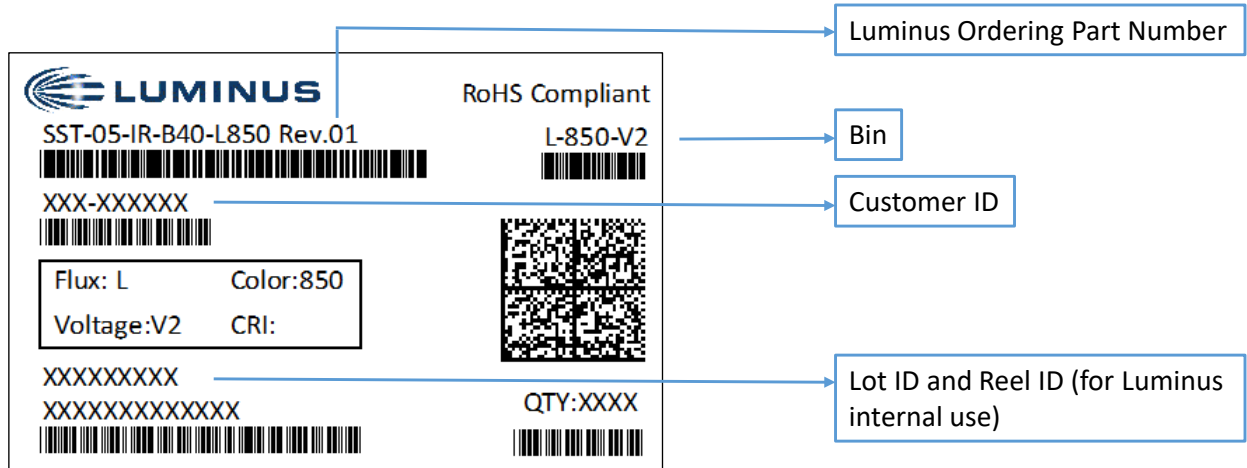 Luminus Ordering Part Number
LUMINUS
RoHS Compliant
SST-05-IR-B40-L850 Rev.01
L-850-V2
Bin
XXX-XXXXXX
Customer ID
Flux: L
Color:850
Voltage:V2
CRI:
XXXXXXXXX
Lot ID and Reel ID (for Luminus
internal use)
XXXXXXXXXXXXX
QTY:XXXX